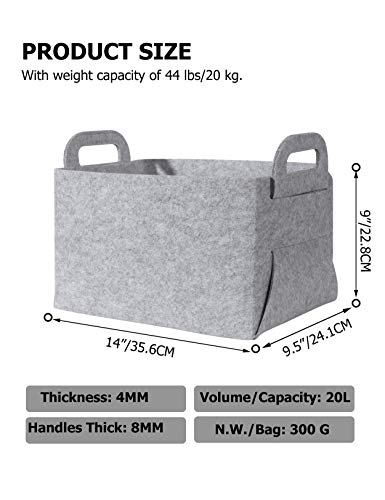 PRODUCT SIZE
With weight capacity of 44 lbs/20 kg.
9″/22.8CM
14″/35.6CM
9.5″/24.1CM
Thickness: 4MM
Volume/Capacity: 20L
Handles Thick: 8MM
N.W./Bag: 300 G